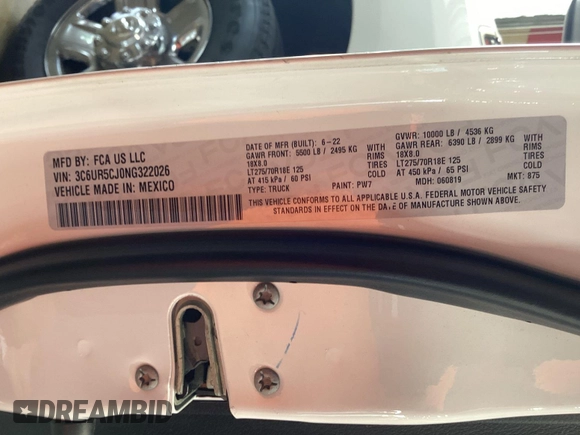 MFD BY: FCA US LLC
VIN: 3C6UR5CJ0NG322026
VEHICLE MADE IN: MEXICO
DATE OF MFR (BUILT): 6-22
GAWR FRONT: 5500 LB / 2495 KG WITH
18X8.0 RIMS
LT275/70R18E 125 TIRES
AT 415 kPa / 60 PSI COLD
TYPE: TRUCK PAINT: PW7
GVWR: 10000 LB / 4536 KG
GAWR REAR: 6390 LB / 2899 KG WITH
18X8.0 RIMS
LT275/70R18E 125 TIRES
AT 450 kPa / 65 PSI COLD
MDH: 060819 MKT: 875
THIS VEHICLE CONFORMS TO ALL APPLICABLE U.S.A. FEDERAL MOTOR VEHICLE SAFETY
STANDARDS IN EFFECT ON THE DATE OF MANUFACTURE SHOWN ABOVE.
DREAMBID